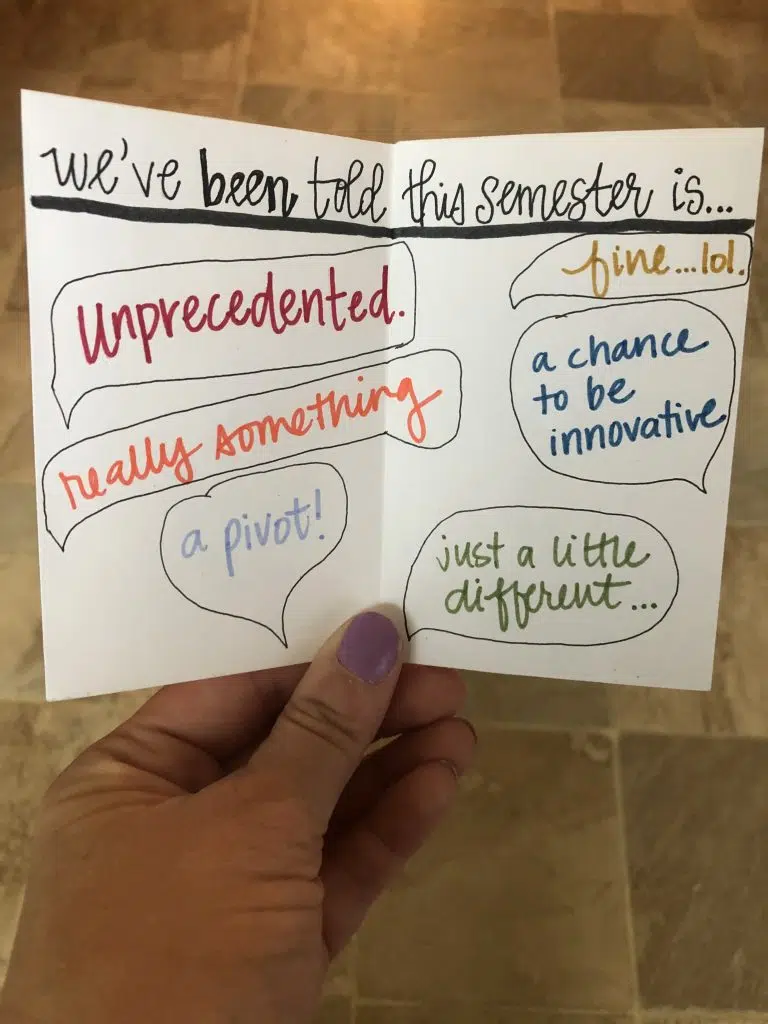 we've been told this semester is...
unprecedented.
really something
a pivot!
fine...lol.
a chance
to be
innovative
just a little
different...